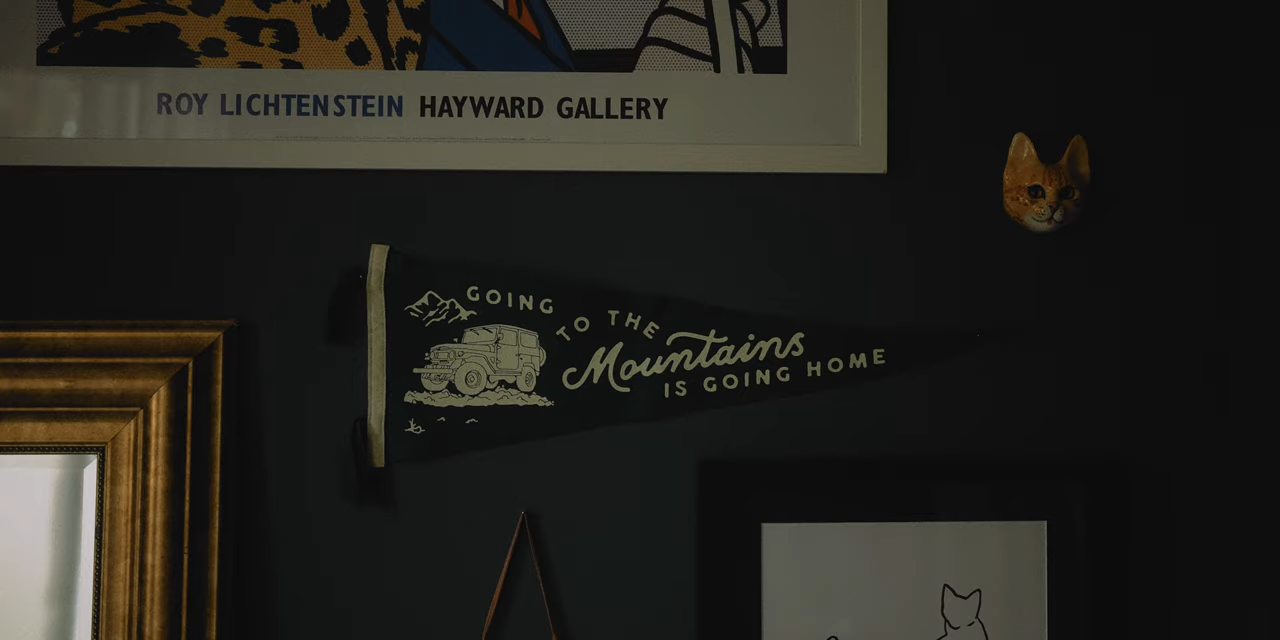 ROY LICHTENSTEIN HAYWARD GALLERY
GOING
TO THE
Mountains
IS GOING HOME